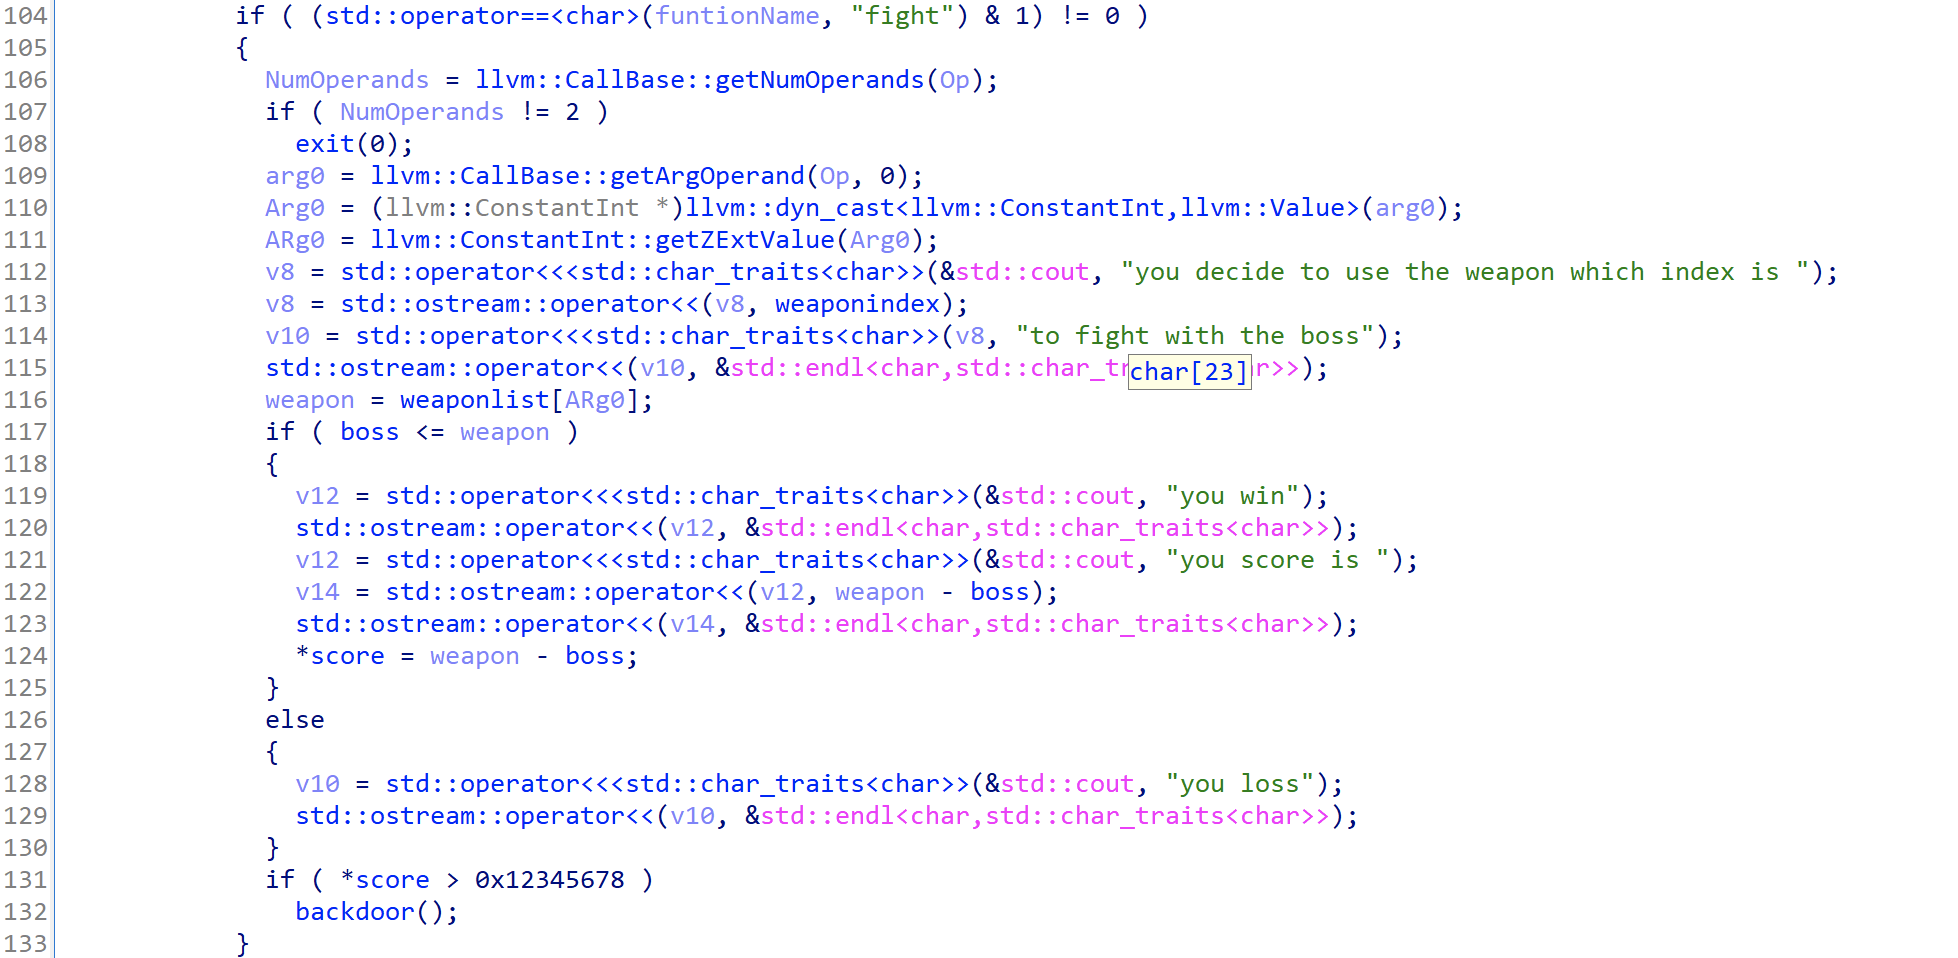 104 if ( (std::operator==<char>(funtionName, "fight") & 1) != 0 )
105 {
106 NumOperands = llvm::CallBase::getNumOperands(Op);
107 if ( NumOperands != 2 )
108 exit(0);
109 arg0 = llvm::CallBase::getArgOperand(Op, 0);
110 Arg0 = (llvm::ConstantInt *)llvm::dyn_cast<llvm::ConstantInt,llvm::Value>(arg0);
111 ARg0 = llvm::ConstantInt::getZExtValue(Arg0);
112 v8 = std::operator<<<std::char_traits<char>>(&std::cout, "you decide to use the weapon which index is ");
113 v8 = std::ostream::operator<<(v8, weaponindex);
114 v10 = std::operator<<<std::char_traits<char>>(v8, "to fight with the boss");
115 std::ostream::operator<<(v10, &std::endl<char,std::char_tr char[23] r>>);
116 weapon = weaponlist[ARg0];
117 if ( boss <= weapon )
118 {
119 v12 = std::operator<<<std::char_traits<char>>(&std::cout, "you win");
120 std::ostream::operator<<(v12, &std::endl<char,std::char_traits<char>>);
121 v12 = std::operator<<<std::char_traits<char>>(&std::cout, "you score is ");
122 v14 = std::ostream::operator<<(v12, weapon - boss);
123 std::ostream::operator<<(v14, &std::endl<char,std::char_traits<char>>);
124 *score = weapon - boss;
125 }
126 else
127 {
128 v10 = std::operator<<<std::char_traits<char>>(&std::cout, "you loss");
129 std::ostream::operator<<(v10, &std::endl<char,std::char_traits<char>>);
130 }
131 if ( *score > 0x12345678 )
132 backdoor();
133 }